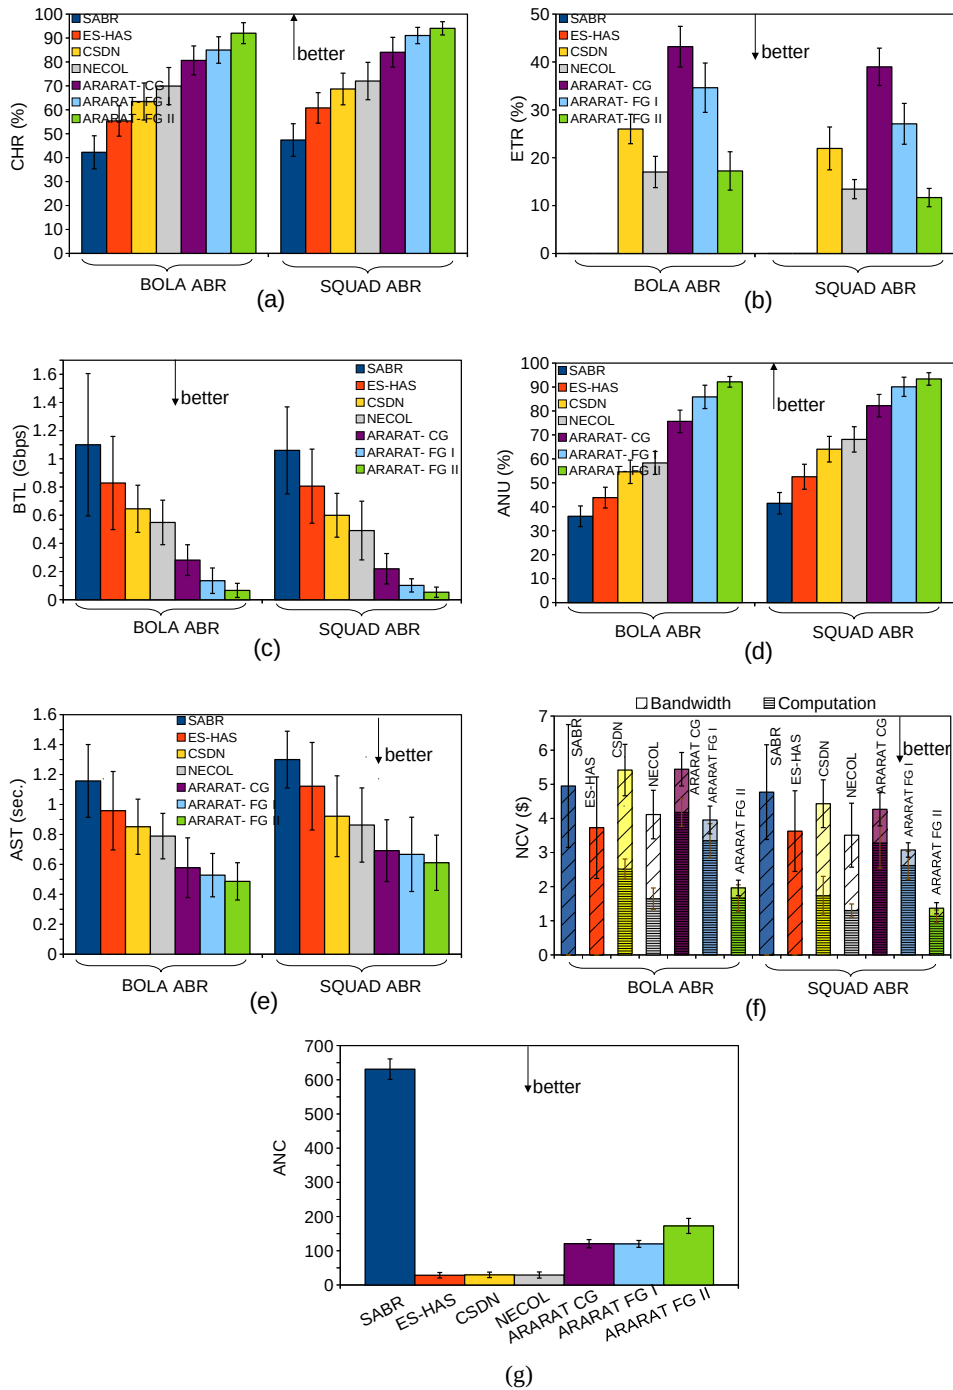 CHR (%)
100
90
80
70
60
50
40
30
20
10
0
SABR
ES-HAS
CSDN
NECOL
ARARAT- CG
ARARAT- FG I
ARARAT- FG II
better
BOLA ABR
SQUAD ABR
(a)
ETR (%)
50
40
30
20
10
0
SABR
ES-HAS
CSDN
NECOL
ARARAT- CG
ARARAT- FG I
ARARAT- FG II
better
BOLA ABR
SQUAD ABR
(b)
BTL (Gbps)
1.6
1.4
1.2
1
0.8
0.6
0.4
0.2
0
better
SABR
ES-HAS
CSDN
NECOL
ARARAT- CG
ARARAT- FG I
ARARAT- FG II
BOLA ABR
SQUAD ABR
(c)
ANU (%)
100
90
80
70
60
50
40
30
20
10
0
SABR
ES-HAS
CSDN
NECOL
ARARAT- CG
ARARAT- FG I
ARARAT- FG II
better
BOLA ABR
SQUAD ABR
(d)
AST (sec.)
1.6
1.4
1.2
1
0.8
0.6
0.4
0.2
0
SABR
ES-HAS
CSDN
NECOL
ARARAT- CG
ARARAT- FG I
ARARAT- FG II
better
BOLA ABR
SQUAD ABR
(e)
Bandwidth
Computation
NCV ($)
7
6
5
4
3
2
1
0
SABR
ES-HAS
CSDN
NECOL
ARARAT CG
ARARAT FG I
ARARAT FG II
SABR
ES-HAS
CSDN
NECOL
ARARAT CG
ARARAT FG I
ARARAT FG II
better
BOLA ABR
SQUAD ABR
(f)
ANC
700
600
500
400
300
200
100
0
better
SABR
ES-HAS
CSDN
NECOL
ARARAT CG
ARARAT FG I
ARARAT FG II
(g)